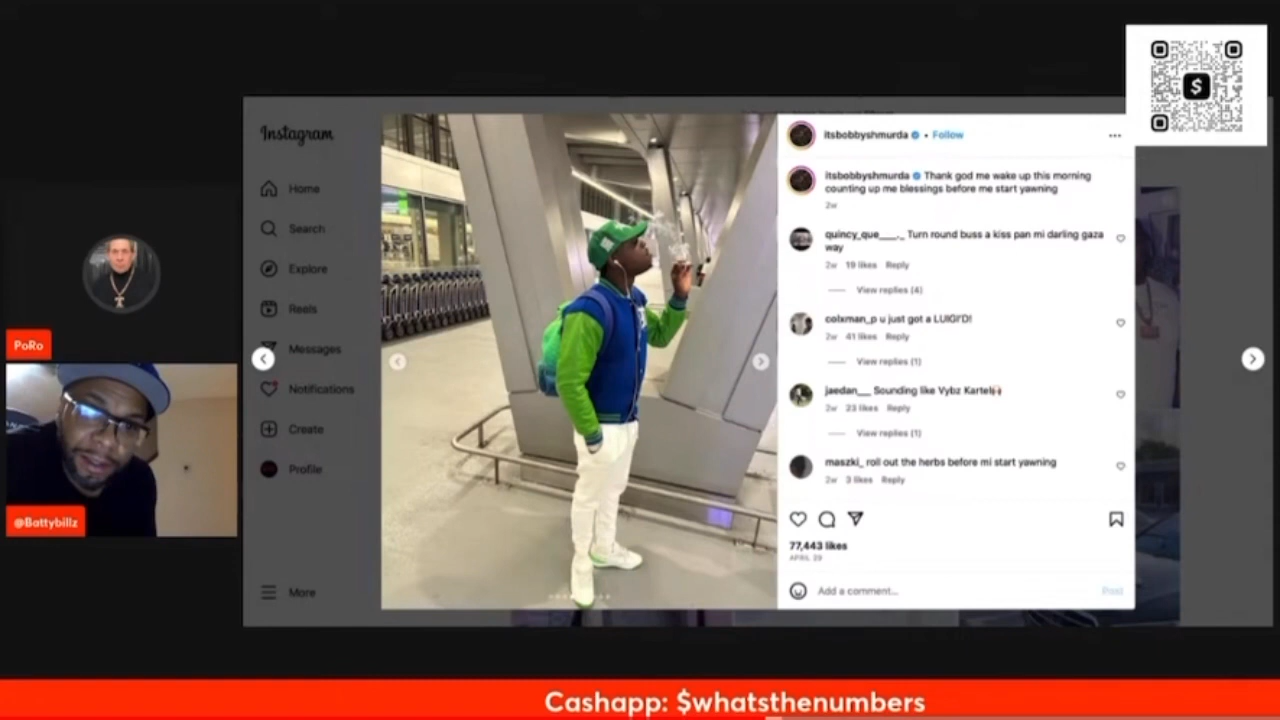 Instagram
Home
Search
Explore
Reels
Messages
Notifications
Create
Profile
More
PoRo
@Battybillz
itsbobbyshmurda • Follow
itsbobbyshmurda Thank god me wake up this morning
counting up me blessings before me start yawning
2w
quincy_que___._ Turn round buss a kiss pan mi darling gaza
way
2w 19 likes Reply
View replies (4)
colxman_p u just got a LUIGI'D!
2w 41 likes Reply
View replies (1)
jaedan__ Sounding like Vybz Kartel
2w 23 likes Reply
View replies (1)
maszki_ roll out the herbs before mi start yawning
2w 3 likes Reply
77,443 likes
APRIL 29
Add a comment...
Post
$
Cashapp: $whatsthenumbers